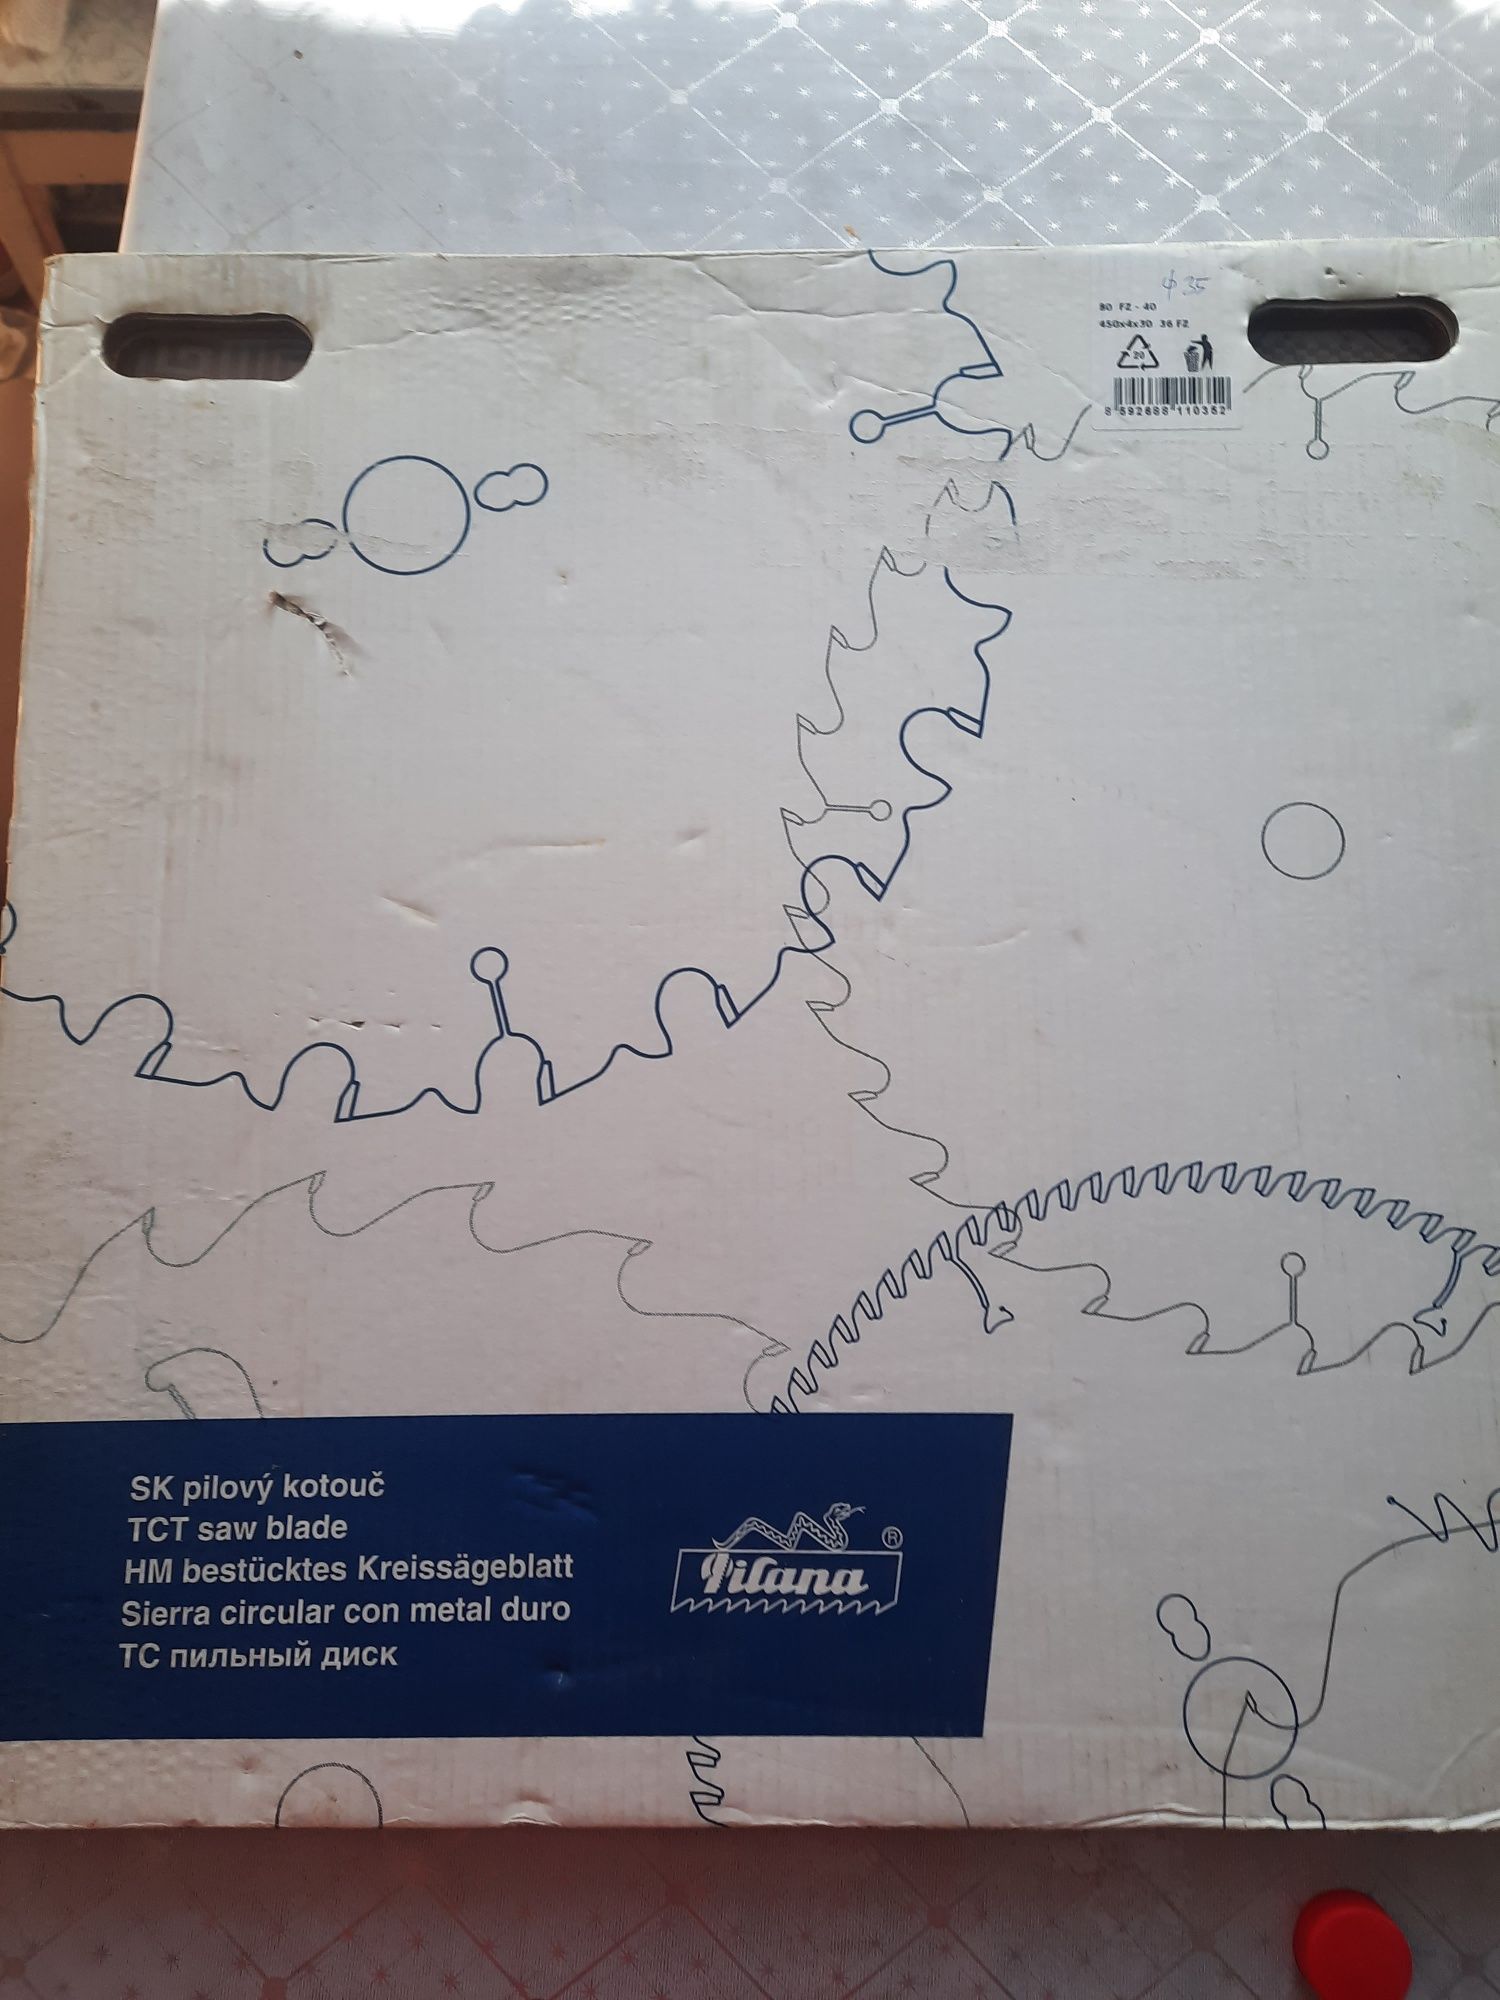 φ 35
80 FZ - 40
450x4x30 36 FZ
20
8 592688 110352
SK pilový kotouč
TCT saw blade
HM bestücktes Kreissägeblatt
Sierra circular con metal duro
TC пильный диск
Pilana ®